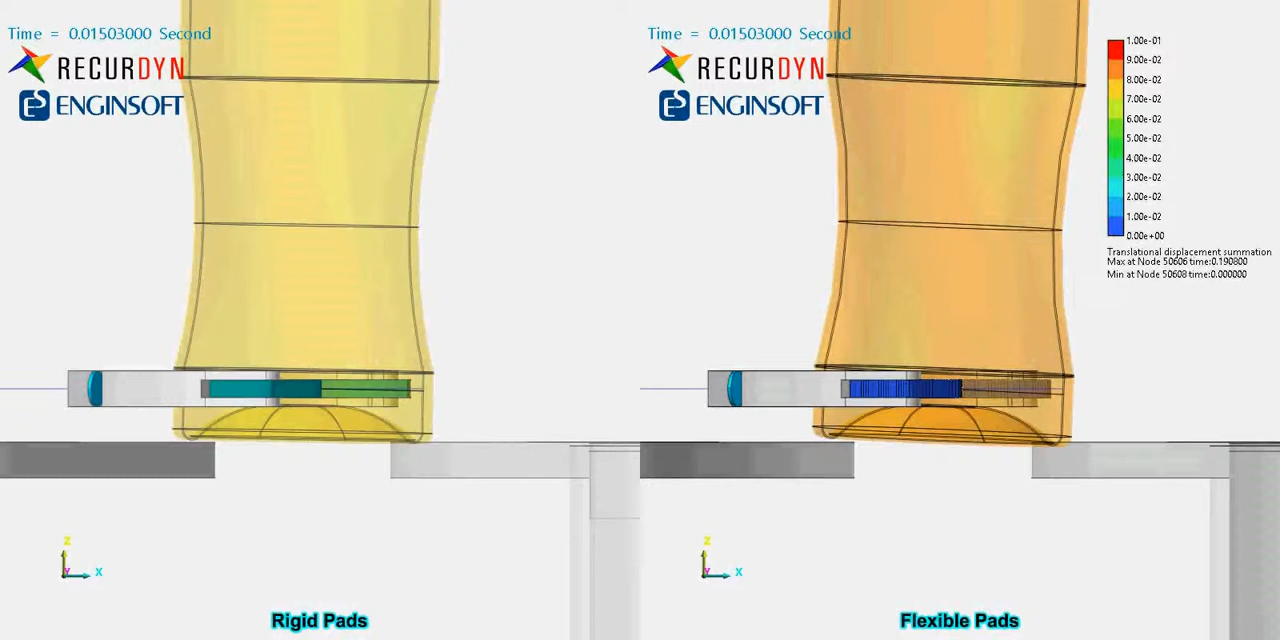 Time = 0.01503000 Second
RECURDYN
ENGINSOFT
Z
Y
X
Rigid Pads
Time = 0.01503000 Second
RECURDYN
ENGINSOFT
1.00e-01
9.00e-02
8.00e-02
7.00e-02
6.00e-02
5.00e-02
4.00e-02
3.00e-02
2.00e-02
1.00e-02
0.00e+00
Translational displacement summation
Max at Node 50606 time:0.190800
Min at Node 50608 time:0.000000
Z
Y
X
Flexible Pads